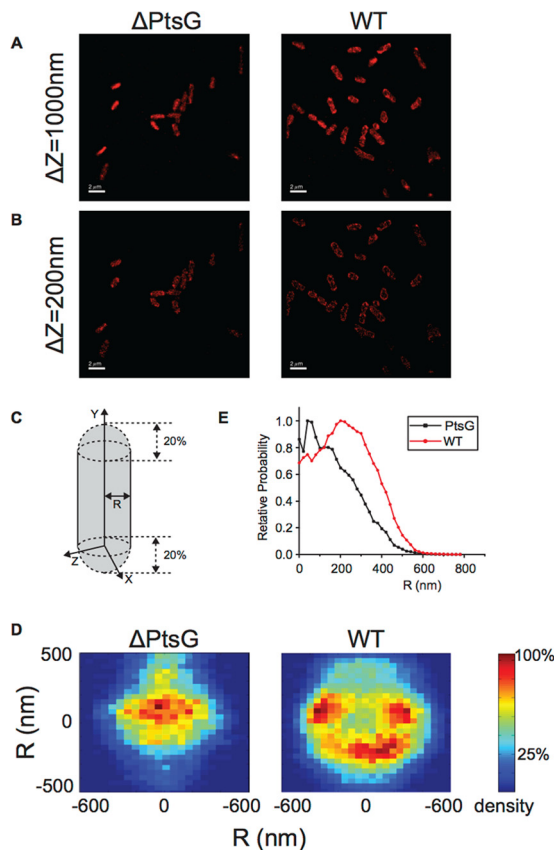 ΔPtsG WT
A
ΔZ=1000nm
2 μm
2 μm
B
ΔZ=200nm
2 μm
2 μm
C
Y
20%
R
20%
Z
X
E
Relative Probability
1.0
0.8
0.6
0.4
0.2
0.0
PtsG
WT
0 200 400 600 800
R (nm)
D
ΔPtsG WT
R (nm)
500
0
-500
-600 0 -600 0 -600
R (nm)
100%
25%
density